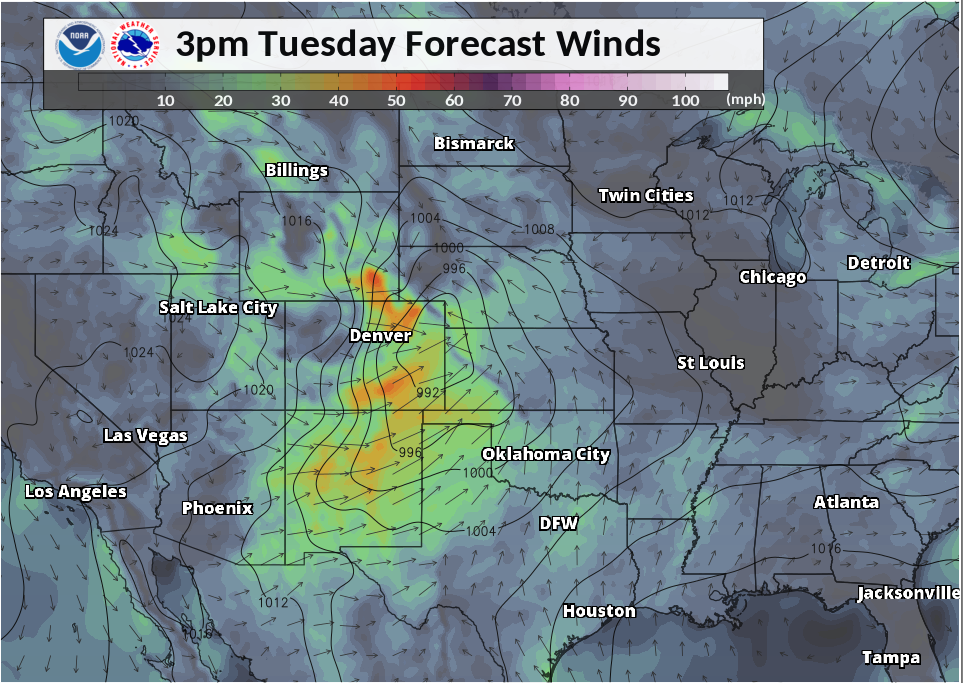 NOAA
NATIONAL WEATHER SERVICE
3pm Tuesday Forecast Winds
10 20 30 40 50 60 70 80 90 100 (mph)
1020
Bismarck
Billings
Twin Cities
1012
1012
1016
1004
1024
1008
1000
996
Detroit
Chicago
Salt Lake City
Denver
1024
St Louis
1020
992
Las Vegas
996
Oklahoma City
1000
Los Angeles
Phoenix
Atlanta
DFW
1004
1016
Jacksonville
1012
Houston
1016
Tampa